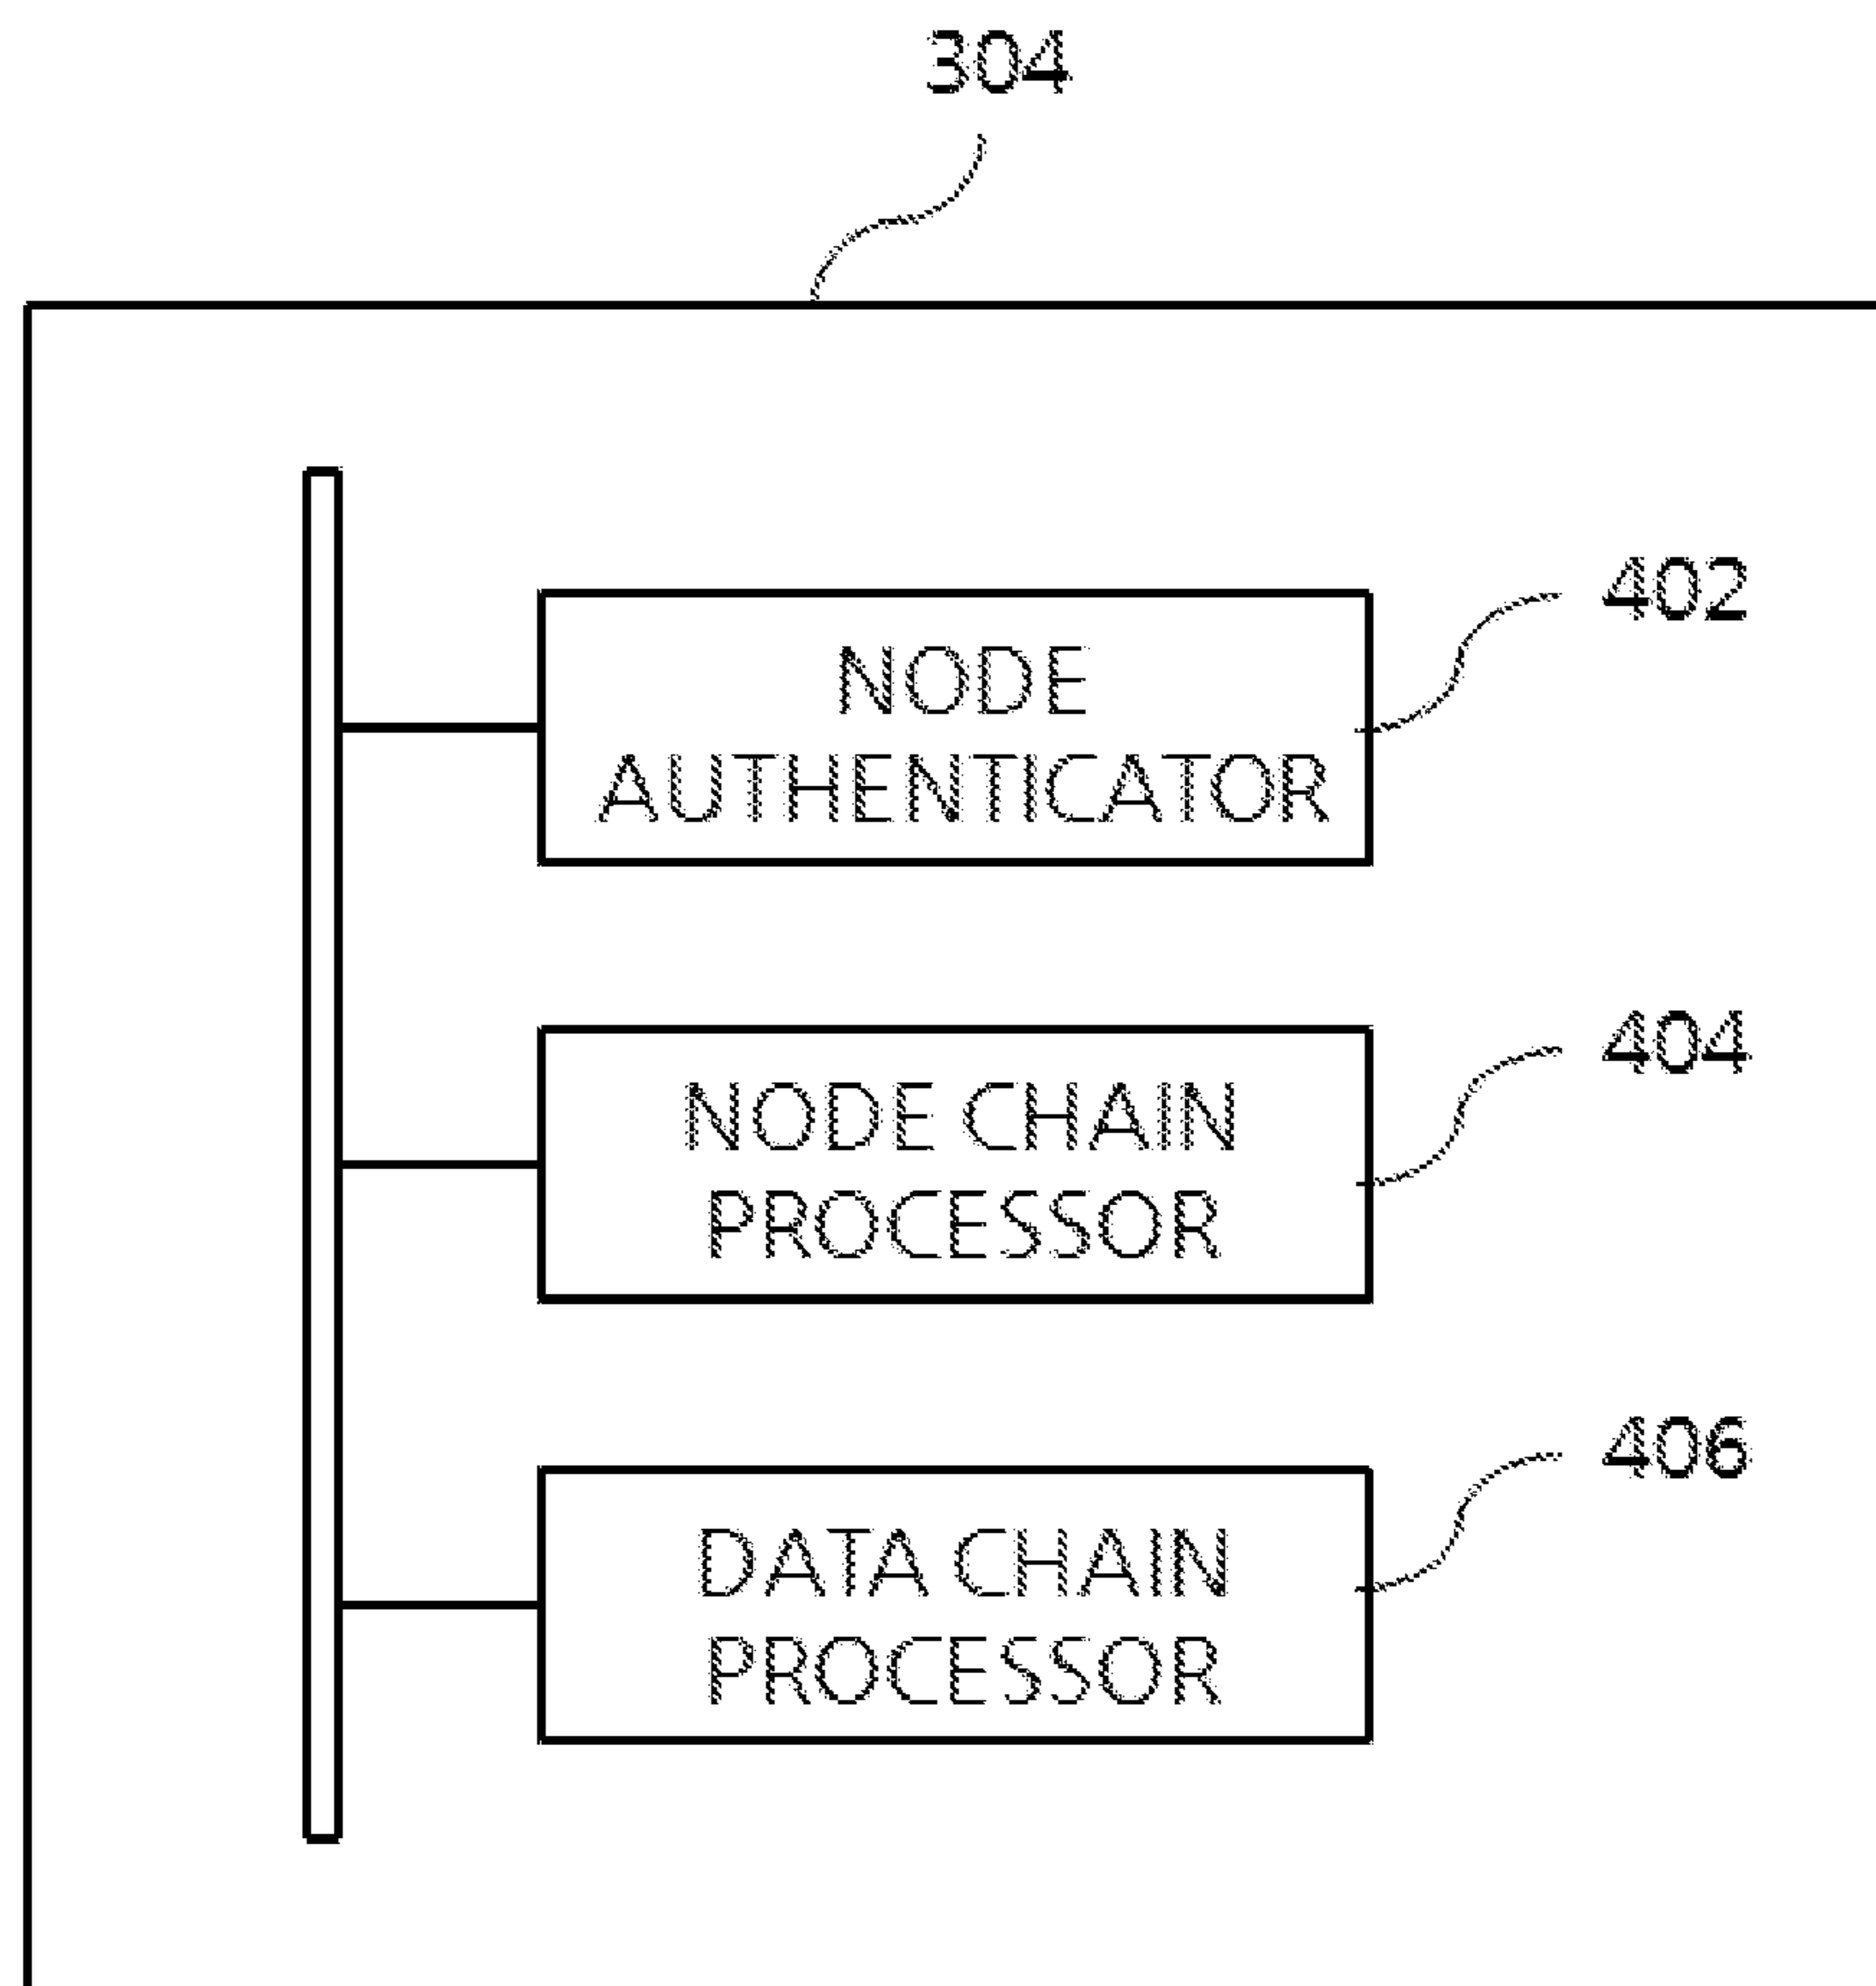 304
402
NODE
AUTHENTICATOR
404
NODE CHAIN
PROCESSOR
406
DATA CHAIN
PROCESSOR